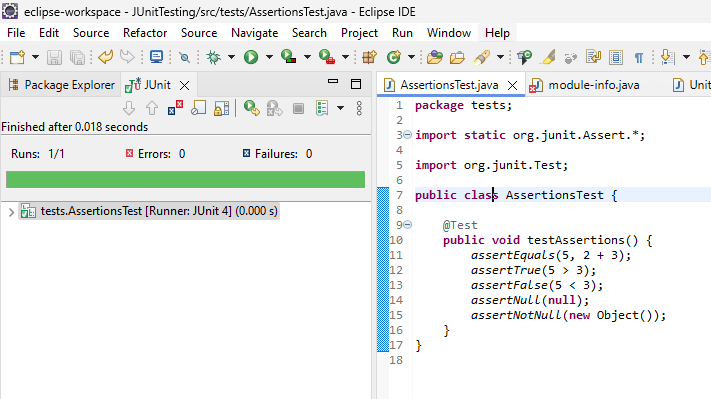 eclipse-workspace - JUnitTesting/src/tests/AssertionsTest.java - Eclipse IDE
File Edit Source Refactor Source Navigate Search Project Run Window Help
Package Explorer JUnit
Finished after 0.018 seconds
Runs: 1/1 Errors: 0 Failures: 0
tests.AssertionsTest [Runner: JUnit 4] (0.000 s)
AssertionsTest.java module-info.java Unit
1 package tests;
2
3 import static org.junit.Assert.*;
4
5 import org.junit.Test;
6
7 public class AssertionsTest {
8
9 @Test
10 public void testAssertions() {
11 assertEquals(5, 2 + 3);
12 assertTrue(5 > 3);
13 assertFalse(5 < 3);
14 assertNull(null);
15 assertNotNull(new Object());
16 }
17 }
18